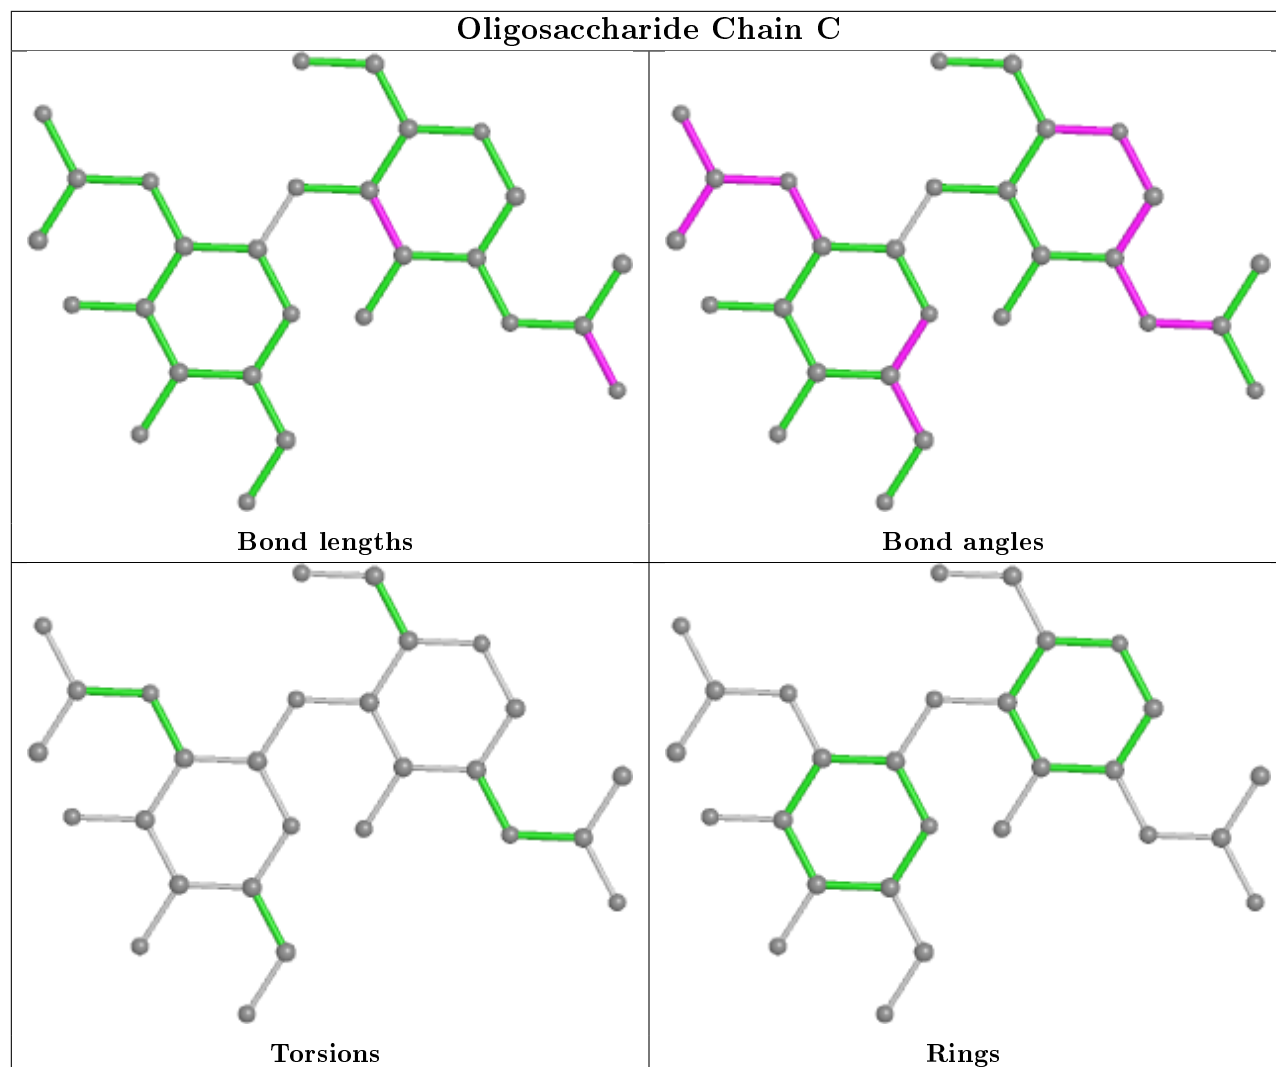 Oligosaccharide Chain C
Bond lengths
Bond angles
Torsions
Rings